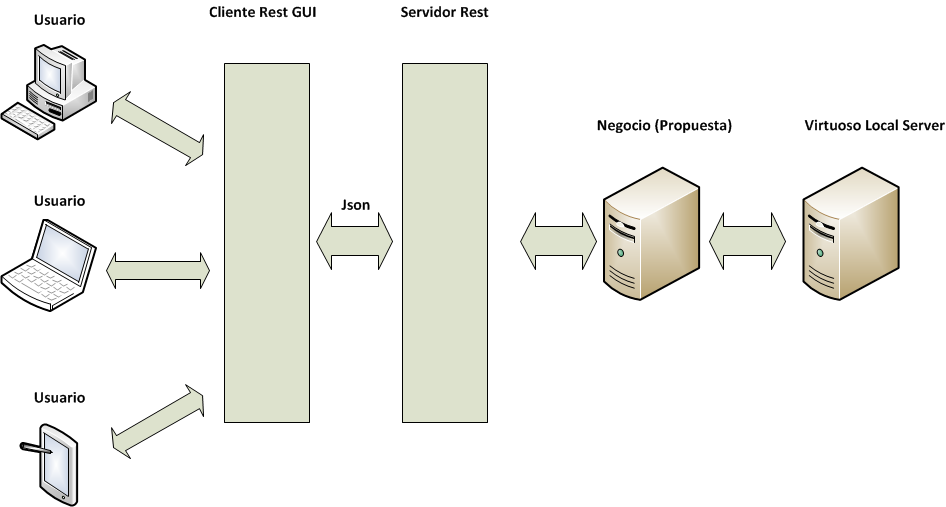 Usuario
Cliente Rest GUI
Servidor Rest
Negocio (Propuesta)
Virtuoso Local Server
Usuario
Json
Usuario